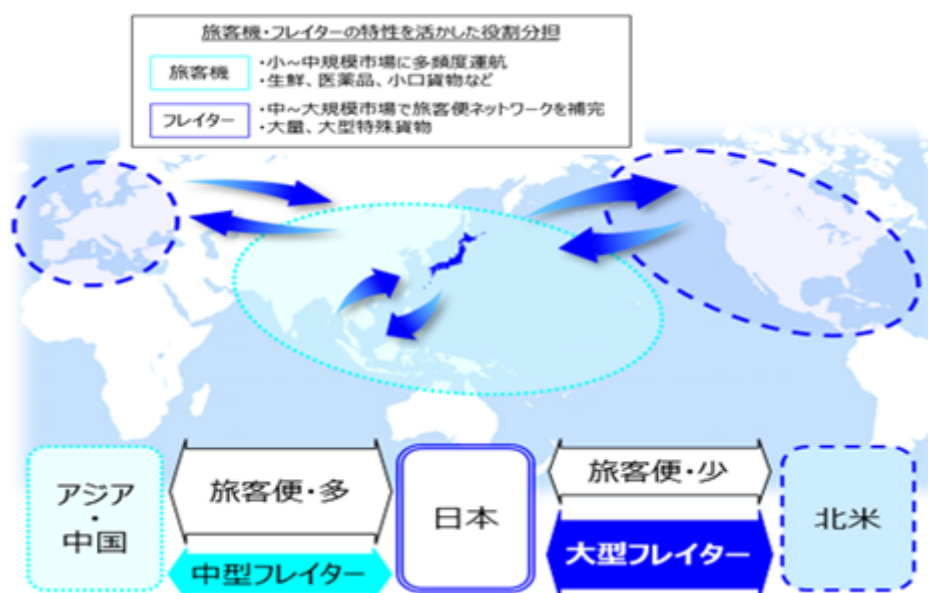 旅客機・フレイターの特性を活かした役割分担
旅客機
・小～中規模市場に多頻度運航
・生鮮、医薬品、小口貨物など
フレイター
・中～大規模市場で旅客便ネットワークを補完
・大量、大型特殊貨物
アジア
・
中国
旅客便・多
中型フレイター
日本
旅客便・少
大型フレイター
北米